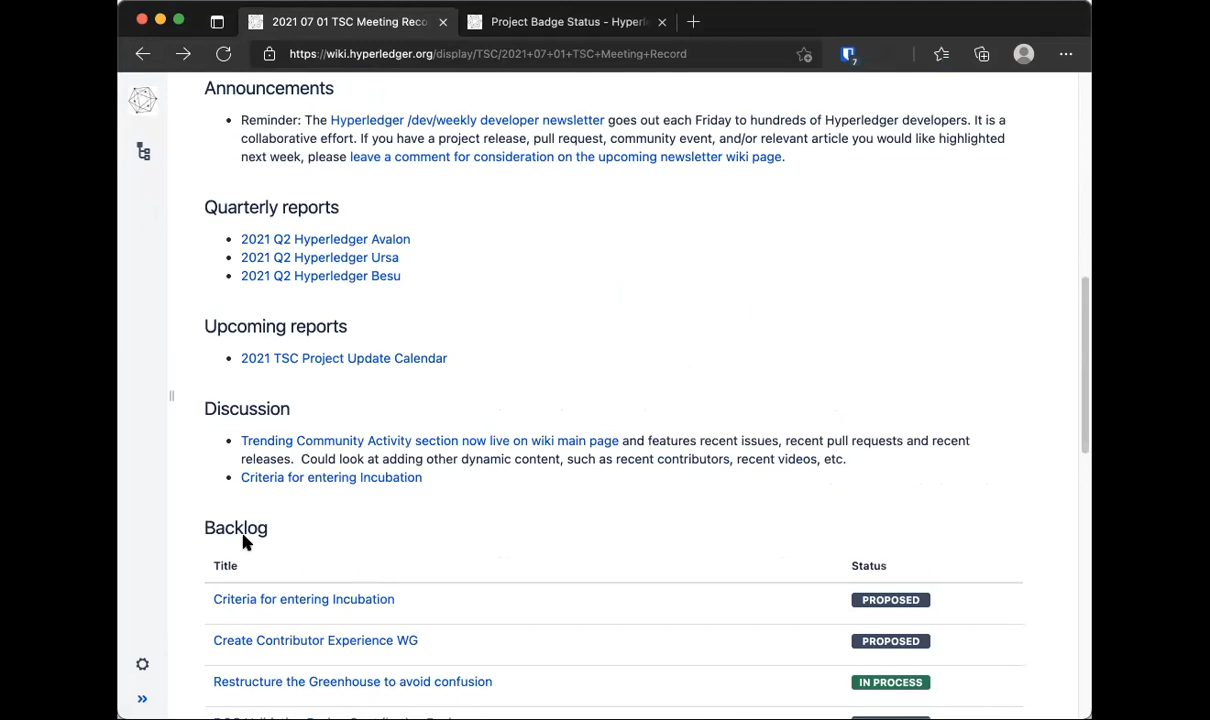 2021 07 01 TSC Meeting Reco
Project Badge Status - Hyperl
https://wiki.hyperledger.org/display/TSC/2021+07+01+TSC+Meeting+Record
7
Announcements
Reminder: The Hyperledger /dev/weekly developer newsletter goes out each Friday to hundreds of Hyperledger developers. It is a
collaborative effort. If you have a project release, pull request, community event, and/or relevant article you would like highlighted
next week, please leave a comment for consideration on the upcoming newsletter wiki page.
Quarterly reports
2021 Q2 Hyperledger Avalon
2021 Q2 Hyperledger Ursa
2021 Q2 Hyperledger Besu
Upcoming reports
2021 TSC Project Update Calendar
Discussion
Trending Community Activity section now live on wiki main page and features recent issues, recent pull requests and recent
releases. Could look at adding other dynamic content, such as recent contributors, recent videos, etc.
Criteria for entering Incubation
Backlog
Title Status
Criteria for entering Incubation PROPOSED
Create Contributor Experience WG PROPOSED
Restructure the Greenhouse to avoid confusion IN PROCESS